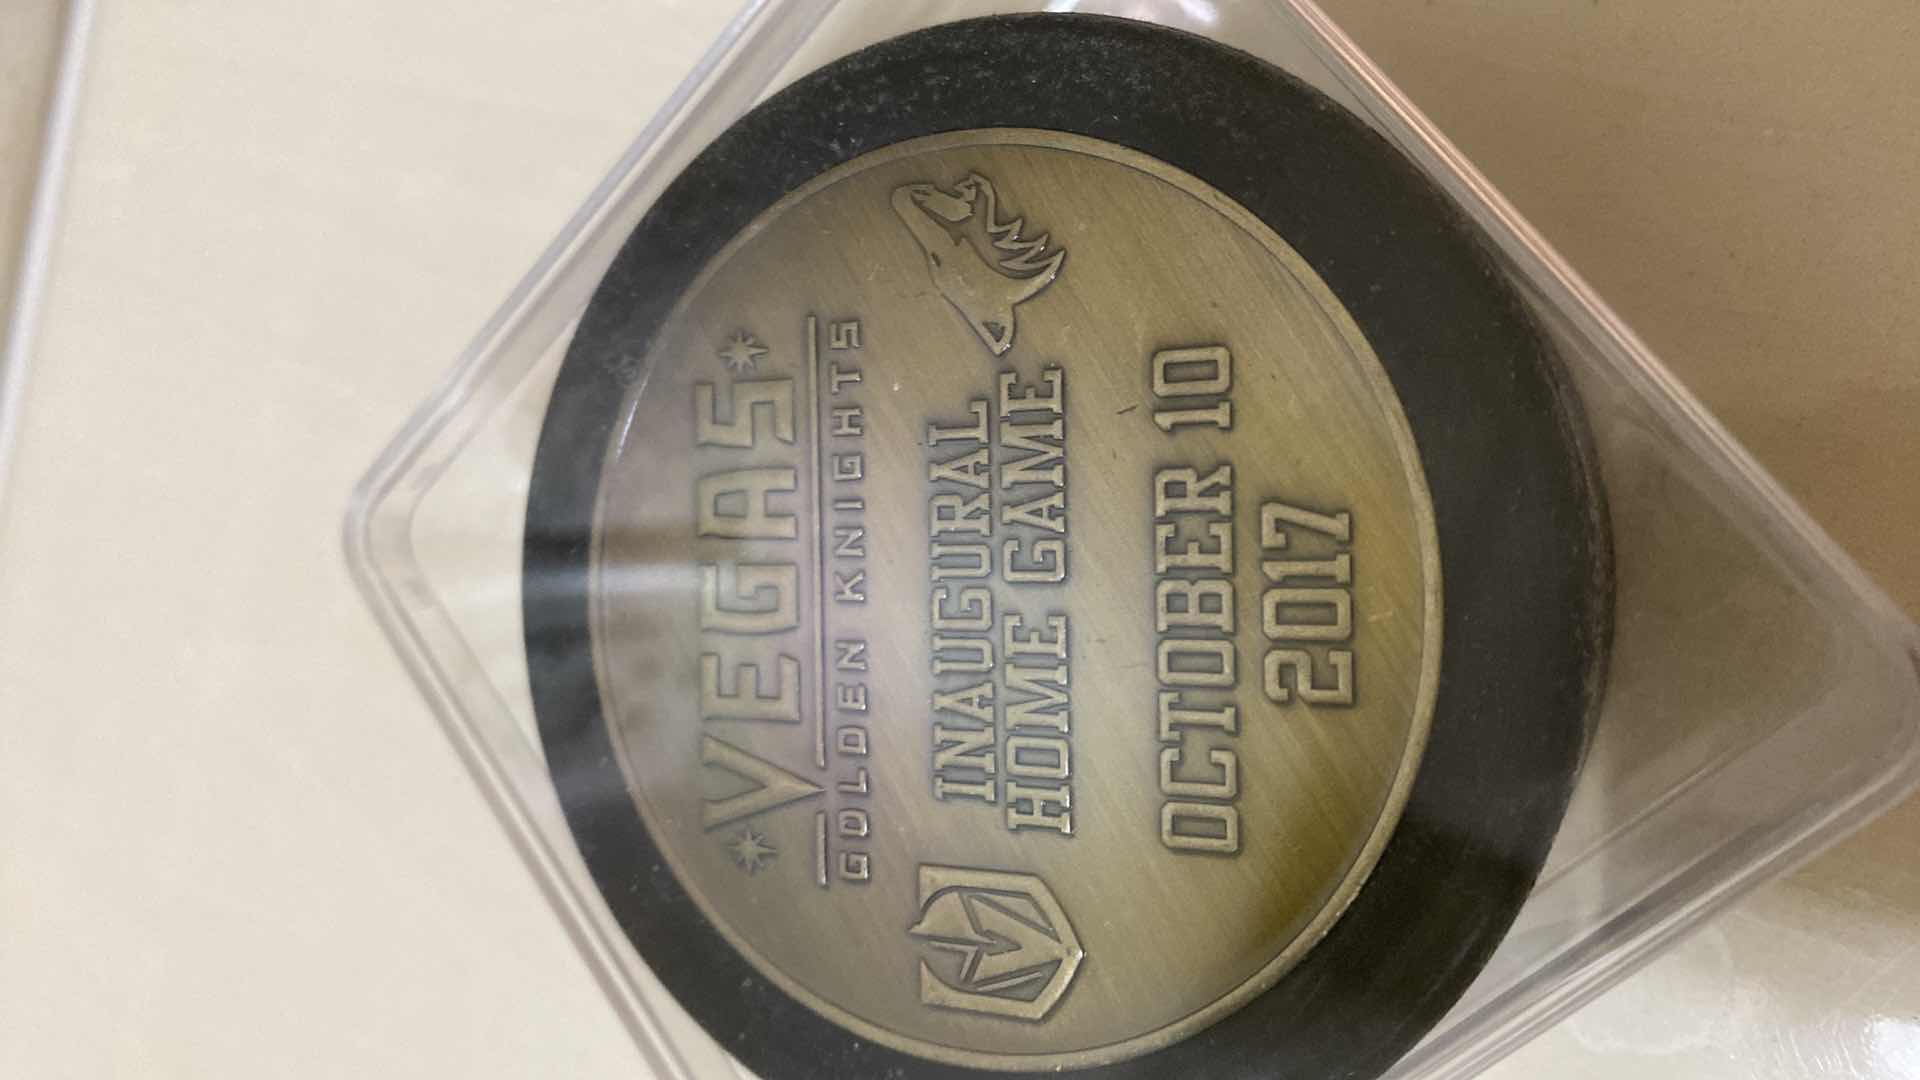 VEGAS
GOLDEN KNIGHTS
INAUGURAL
HOME GAME
OCTOBER 10
2017